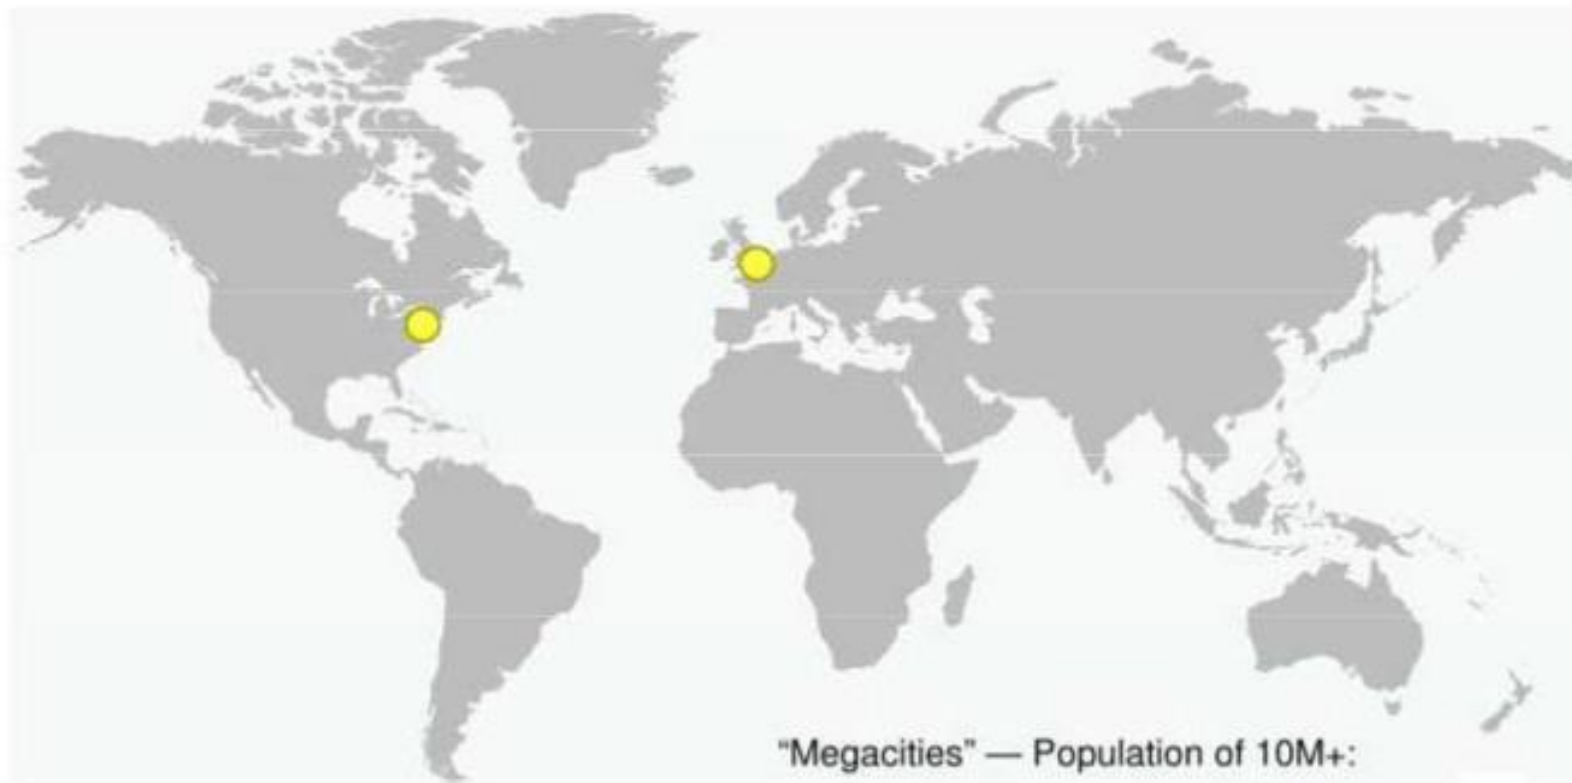 “Megacities” — Population of 10M+: